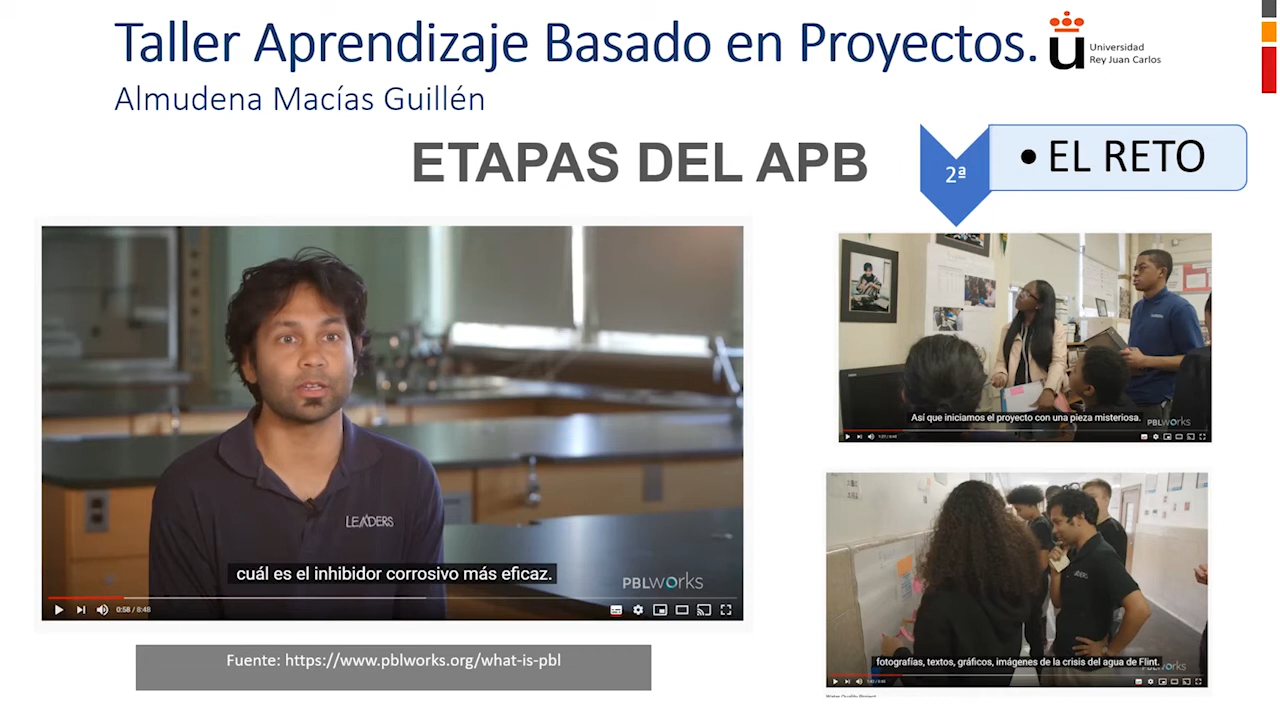 Taller Aprendizaje Basado en Proyectos.
Universidad
Rey Juan Carlos
Almudena Macías Guillén
ETAPAS DEL APB
2ª
• EL RETO
LEADERS
cuál es el inhibidor corrosivo más eficaz.
PBLWORKS
0:58 / 8:48
Fuente: https://www.pblworks.org/what-is-pbl
Así que iniciamos el proyecto con una pieza misteriosa.
PBLWORKS
fotografías, textos, gráficos, imágenes de la crisis del agua de Flint.
Water Quality Project